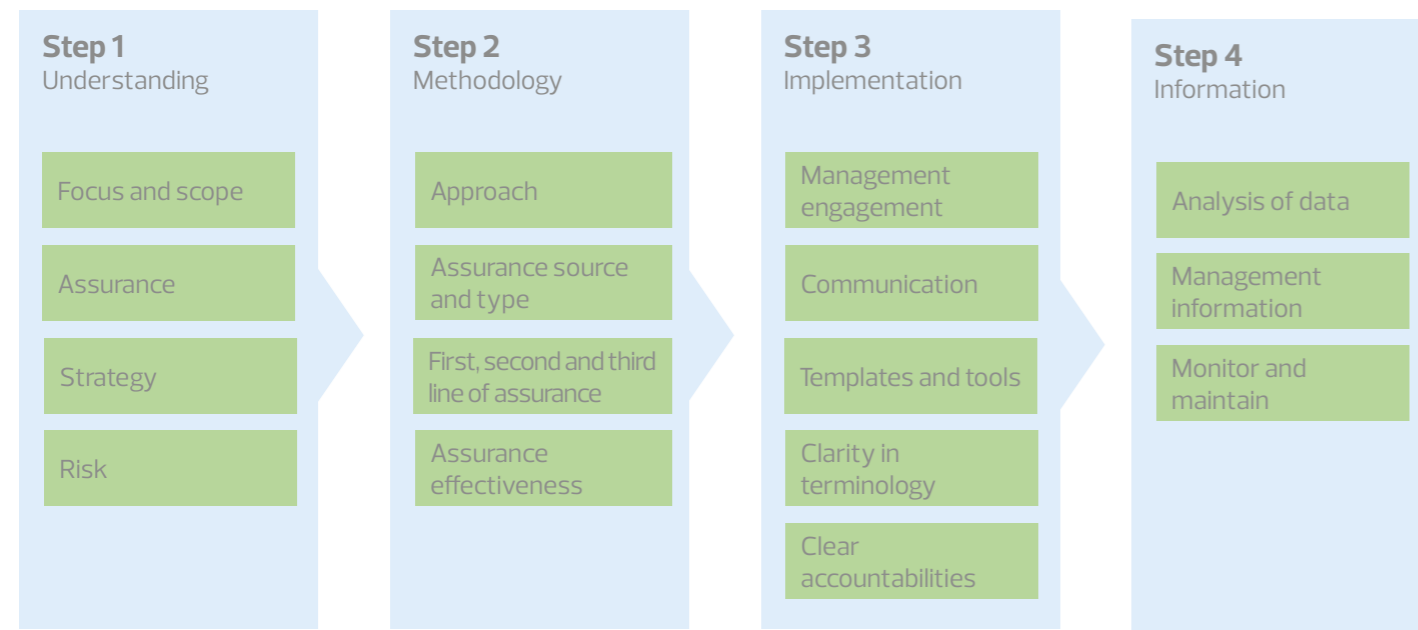 Step 1
Understanding
Focus and scope
Assurance
Strategy
Risk
Step 2
Methodology
Approach
Assurance source
and type
First, second and third
line of assurance
Assurance
effectiveness
Step 3
Implementation
Management
engagement
Communication
Templates and tools
Clarity in
terminology
Clear
accountabilities
Step 4
Information
Analysis of data
Management
information
Monitor and
maintain